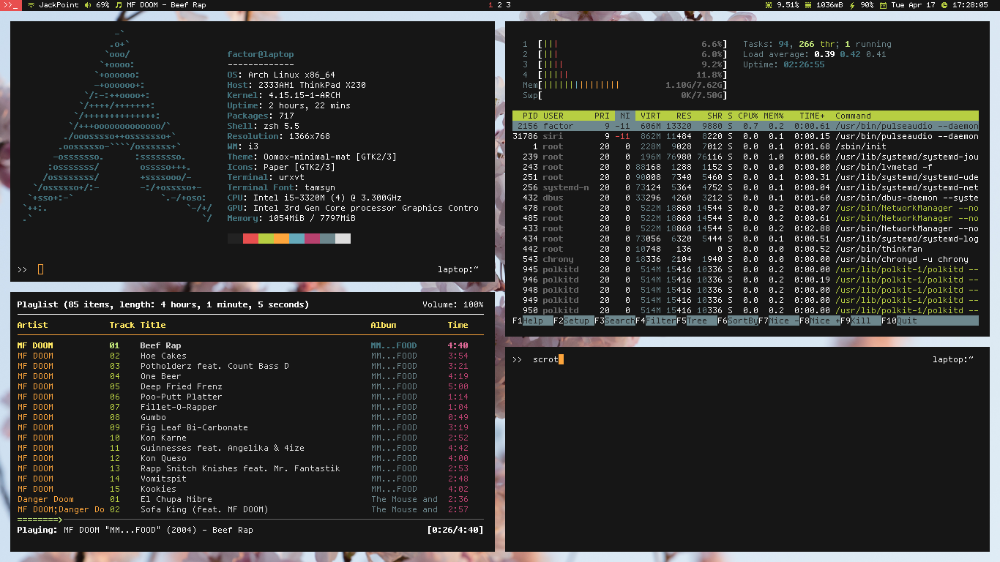 >>_ JackPoint 69% MF DOOM - Beef Rap 1 2 3 9.51% 1036mB 90% Tue Apr 17 17:28:05
factor@laptop
-------------
OS: Arch Linux x86_64
Host: 2333AH1 ThinkPad X230
Kernel: 4.15.15-1-ARCH
Uptime: 2 hours, 22 mins
Packages: 717
Shell: zsh 5.5
Resolution: 1366x768
WM: i3
Theme: Oomox-minimal-mat [GTK2/3]
Icons: Paper [GTK2/3]
Terminal: urxvt
Terminal Font: tamsyn
CPU: Intel i5-3320M (4) @ 3.300GHz
GPU: Intel 3rd Gen Core processor Graphics Contro
Memory: 1054MiB / 7797MiB
>> laptop:~
1 [||| 6.6%]
2 [||| 6.0%]
3 [|||| 9.2%]
4 [||||| 11.8%]
Mem[||||||||||||||| 1.10G/7.62G]
Swp[ 0K/7.50G]
Tasks: 94, 266 thr; 1 running
Load average: 0.39 0.42 0.41
Uptime: 02:26:55
PID USER PRI NI VIRT RES SHR S CPU% MEM% TIME+ Command
2156 factor 9 -11 606M 13320 9880 S 0.7 0.2 0:00.61 /usr/bin/pulseaudio --daemon
31786 siri 9 -11 862M 11484 8220 S 0.0 0.1 0:00.15 /usr/bin/pulseaudio --daemon
1 root 20 0 228M 9028 7012 S 0.0 0.1 0:01.68 /sbin/init
239 root 20 0 196M 76980 76116 S 0.0 1.0 0:00.60 /usr/lib/systemd/systemd-jou
243 root 20 0 88168 1288 1152 S 0.0 0.0 0:00.00 /usr/bin/lvmetad -f
251 root 20 0 90008 7340 5460 S 0.0 0.1 0:00.31 /usr/lib/systemd/systemd-ude
256 systemd-n 20 0 73124 5364 4752 S 0.0 0.1 0:00.04 /usr/lib/systemd/systemd-net
432 dbus 20 0 33296 4260 3212 S 0.0 0.1 0:01.60 /usr/bin/dbus-daemon --syste
478 root 20 0 522M 18860 14544 S 0.0 0.2 0:00.07 /usr/bin/NetworkManager --no
485 root 20 0 522M 18860 14544 S 0.0 0.2 0:00.61 /usr/bin/NetworkManager --no
433 root 20 0 522M 18860 14544 S 0.0 0.2 0:02.88 /usr/bin/NetworkManager --no
434 root 20 0 73056 6320 5444 S 0.0 0.1 0:00.51 /usr/lib/systemd/systemd-log
442 root 20 0 10748 136 0 S 0.0 0.0 0:00.52 /usr/bin/thinkfan
543 chrony 20 0 18336 2104 1940 S 0.0 0.0 0:00.00 /usr/bin/chronyd -u chrony
945 polkitd 20 0 514M 15416 10336 S 0.0 0.2 0:00.00 /usr/lib/polkit-1/polkitd --
946 polkitd 20 0 514M 15416 10336 S 0.0 0.2 0:00.19 /usr/lib/polkit-1/polkitd --
948 polkitd 20 0 514M 15416 10336 S 0.0 0.2 0:00.00 /usr/lib/polkit-1/polkitd --
949 polkitd 20 0 514M 15416 10336 S 0.0 0.2 0:00.00 /usr/lib/polkit-1/polkitd --
950 polkitd 20 0 514M 15416 10336 S 0.0 0.2 0:00.00 /usr/lib/polkit-1/polkitd --
F1Help F2Setup F3SearchF4FilterF5Tree F6SortByF7Nice -F8Nice +F9Kill F10Quit
Playlist (85 items, length: 4 hours, 1 minute, 5 seconds) Volume: 100%
Artist Track Title Album Time
MF DOOM 01 Beef Rap MM...FOOD 4:40
MF DOOM 02 Hoe Cakes MM...FOOD 3:54
MF DOOM 03 Potholderz feat. Count Bass D MM...FOOD 3:21
MF DOOM 04 One Beer MM...FOOD 4:19
MF DOOM 05 Deep Fried Frenz MM...FOOD 5:00
MF DOOM 06 Poo-Putt Platter MM...FOOD 1:14
MF DOOM 07 Fillet-O-Rapper MM...FOOD 1:04
MF DOOM 08 Gumbo MM...FOOD 0:49
MF DOOM 09 Fig Leaf Bi-Carbonate MM...FOOD 3:19
MF DOOM 10 Kon Karne MM...FOOD 2:52
MF DOOM 11 Guinnesses feat. Angelika & 4ize MM...FOOD 4:42
MF DOOM 12 Kon Queso MM...FOOD 4:00
MF DOOM 13 Rapp Snitch Knishes feat. Mr. Fantastik MM...FOOD 2:53
MF DOOM 14 Vomitspit MM...FOOD 2:48
MF DOOM 15 Kookies MM...FOOD 4:02
Danger Doom 01 El Chupa Nibre The Mouse and 2:36
MF DOOM;Danger Do 02 Sofa King (feat. MF DOOM) The Mouse and 2:57
========>
Playing: MF DOOM "MM...FOOD" (2004) - Beef Rap [0:26/4:40]
>> scrot laptop:~